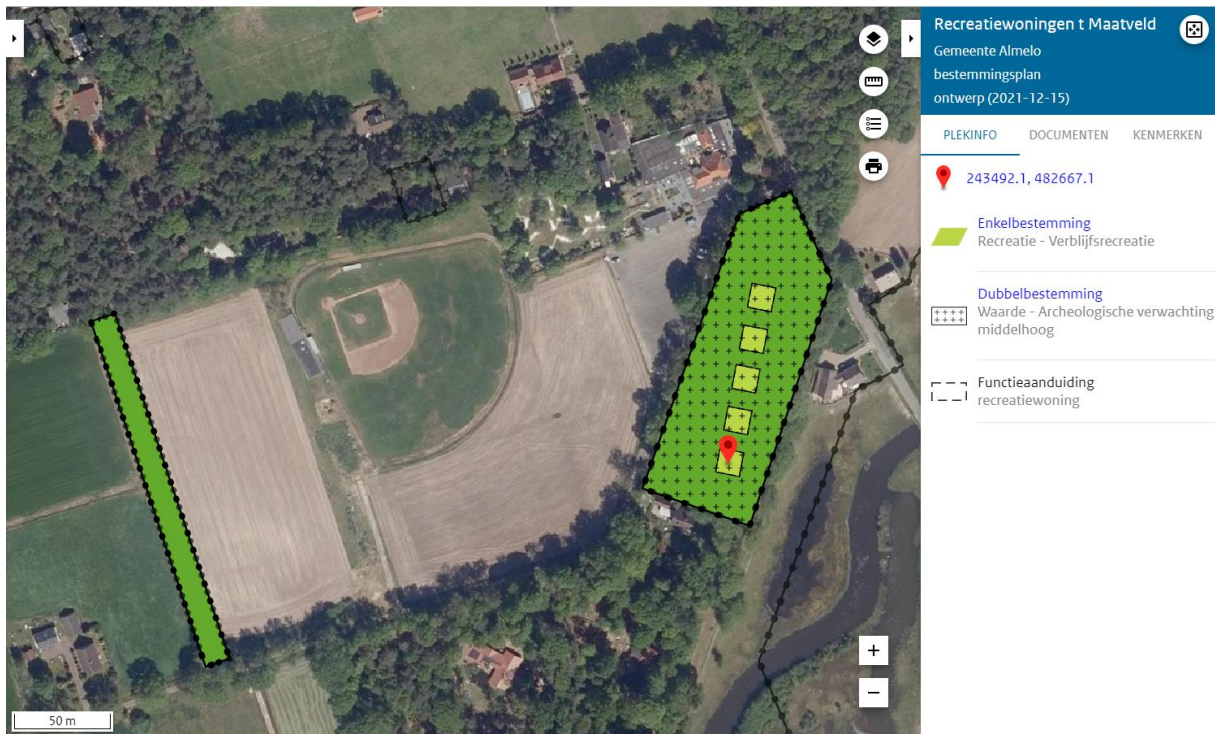 Recreatiewoningen t Maatveld
Gemeente Almelo
bestemmingsplan
ontwerp (2021-12-15)
PLEKINFO DOCUMENTEN KENMERKEN
243492.1, 482667.1
Enkelbestemming
Recreatie - Verblijfsrecreatie
Dubbelbestemming
Waarde - Archeologische verwachting
middelhoog
Functieaanduiding
recreatiewoning
+
−
50 m